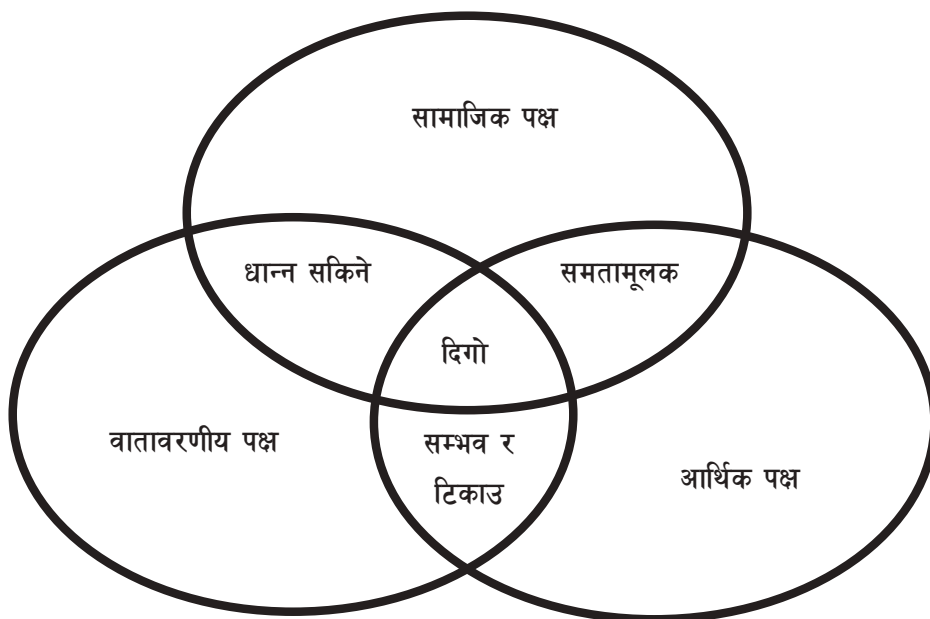 सामाजिक पक्ष
धान्न सकिने
समतामूलक
दिगो
वातावरणीय पक्ष
सम्भव र
टिकाउ
आर्थिक पक्ष